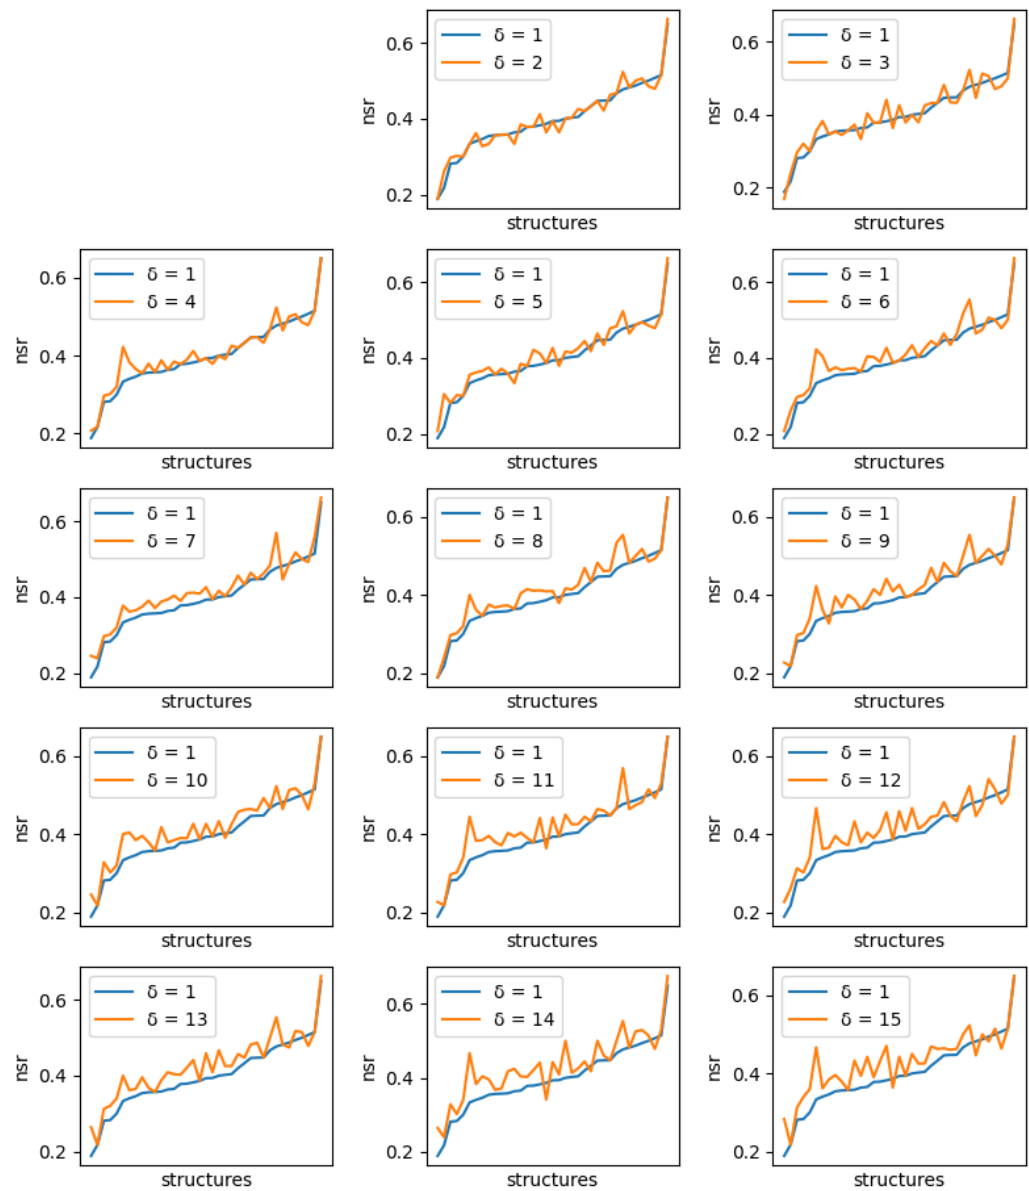 0.6
0.4
0.2
nsr
δ = 1
δ = 2
structures
0.6
0.4
0.2
nsr
δ = 1
δ = 3
structures
0.6
0.4
0.2
nsr
δ = 1
δ = 4
structures
0.6
0.4
0.2
nsr
δ = 1
δ = 5
structures
0.6
0.4
0.2
nsr
δ = 1
δ = 6
structures
0.6
0.4
0.2
nsr
δ = 1
δ = 7
structures
0.6
0.4
0.2
nsr
δ = 1
δ = 8
structures
0.6
0.4
0.2
nsr
δ = 1
δ = 9
structures
0.6
0.4
0.2
nsr
δ = 1
δ = 10
structures
0.6
0.4
0.2
nsr
δ = 1
δ = 11
structures
0.6
0.4
0.2
nsr
δ = 1
δ = 12
structures
0.6
0.4
0.2
nsr
δ = 1
δ = 13
structures
0.6
0.4
0.2
nsr
δ = 1
δ = 14
structures
0.6
0.4
0.2
nsr
δ = 1
δ = 15
structures